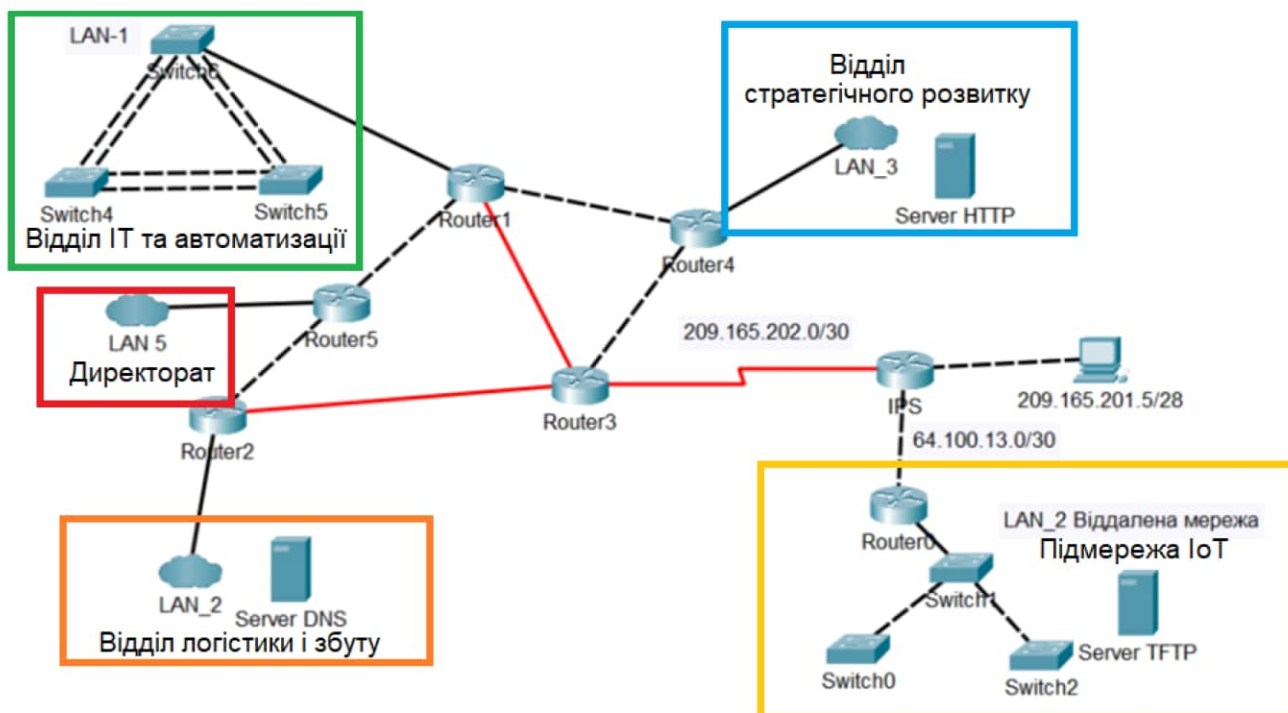 LAN-1
Switch6
Switch4
Switch5
Відділ ІТ та автоматизації
Відділ
стратегічного розвитку
LAN_3
Server HTTP
Router1
Router4
LAN 5
Директорат
Router5
Router2
Router3
209.165.202.0/30
IPS
209.165.201.5/28
64.100.13.0/30
LAN_2
Server DNS
Відділ логістики і збуту
Router0
LAN_2 Віддалена мережа
Підмережа IoT
Switch1
Server TFTP
Switch0
Switch2